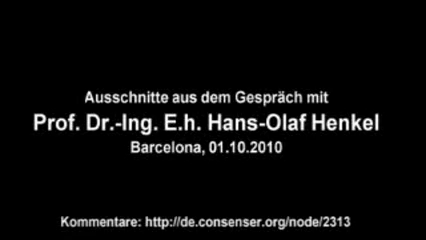 Ausschnitte aus dem Gespräch mit
Prof. Dr.-Ing. E.h. Hans-Olaf Henkel
Barcelona, 01.10.2010
Kommentare: http://de.consenser.org/node/2313